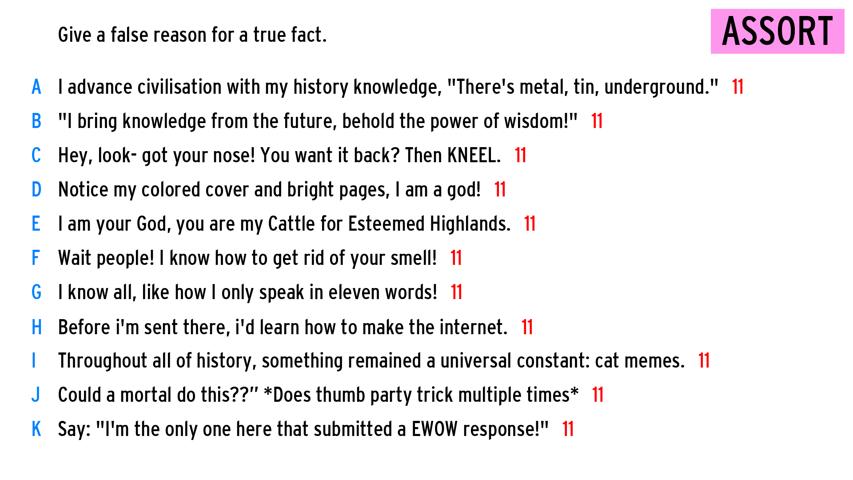 Give a false reason for a true fact.
ASSORT
A I advance civilisation with my history knowledge, "There's metal, tin, underground." 11
B "I bring knowledge from the future, behold the power of wisdom!" 11
C Hey, look- got your nose! You want it back? Then KNEEL. 11
D Notice my colored cover and bright pages, I am a god! 11
E I am your God, you are my Cattle for Esteemed Highlands. 11
F Wait people! I know how to get rid of your smell! 11
G I know all, like how I only speak in eleven words! 11
H Before i'm sent there, i'd learn how to make the internet. 11
I Throughout all of history, something remained a universal constant: cat memes. 11
J Could a mortal do this??” *Does thumb party trick multiple times* 11
K Say: "I'm the only one here that submitted a EWOW response!" 11